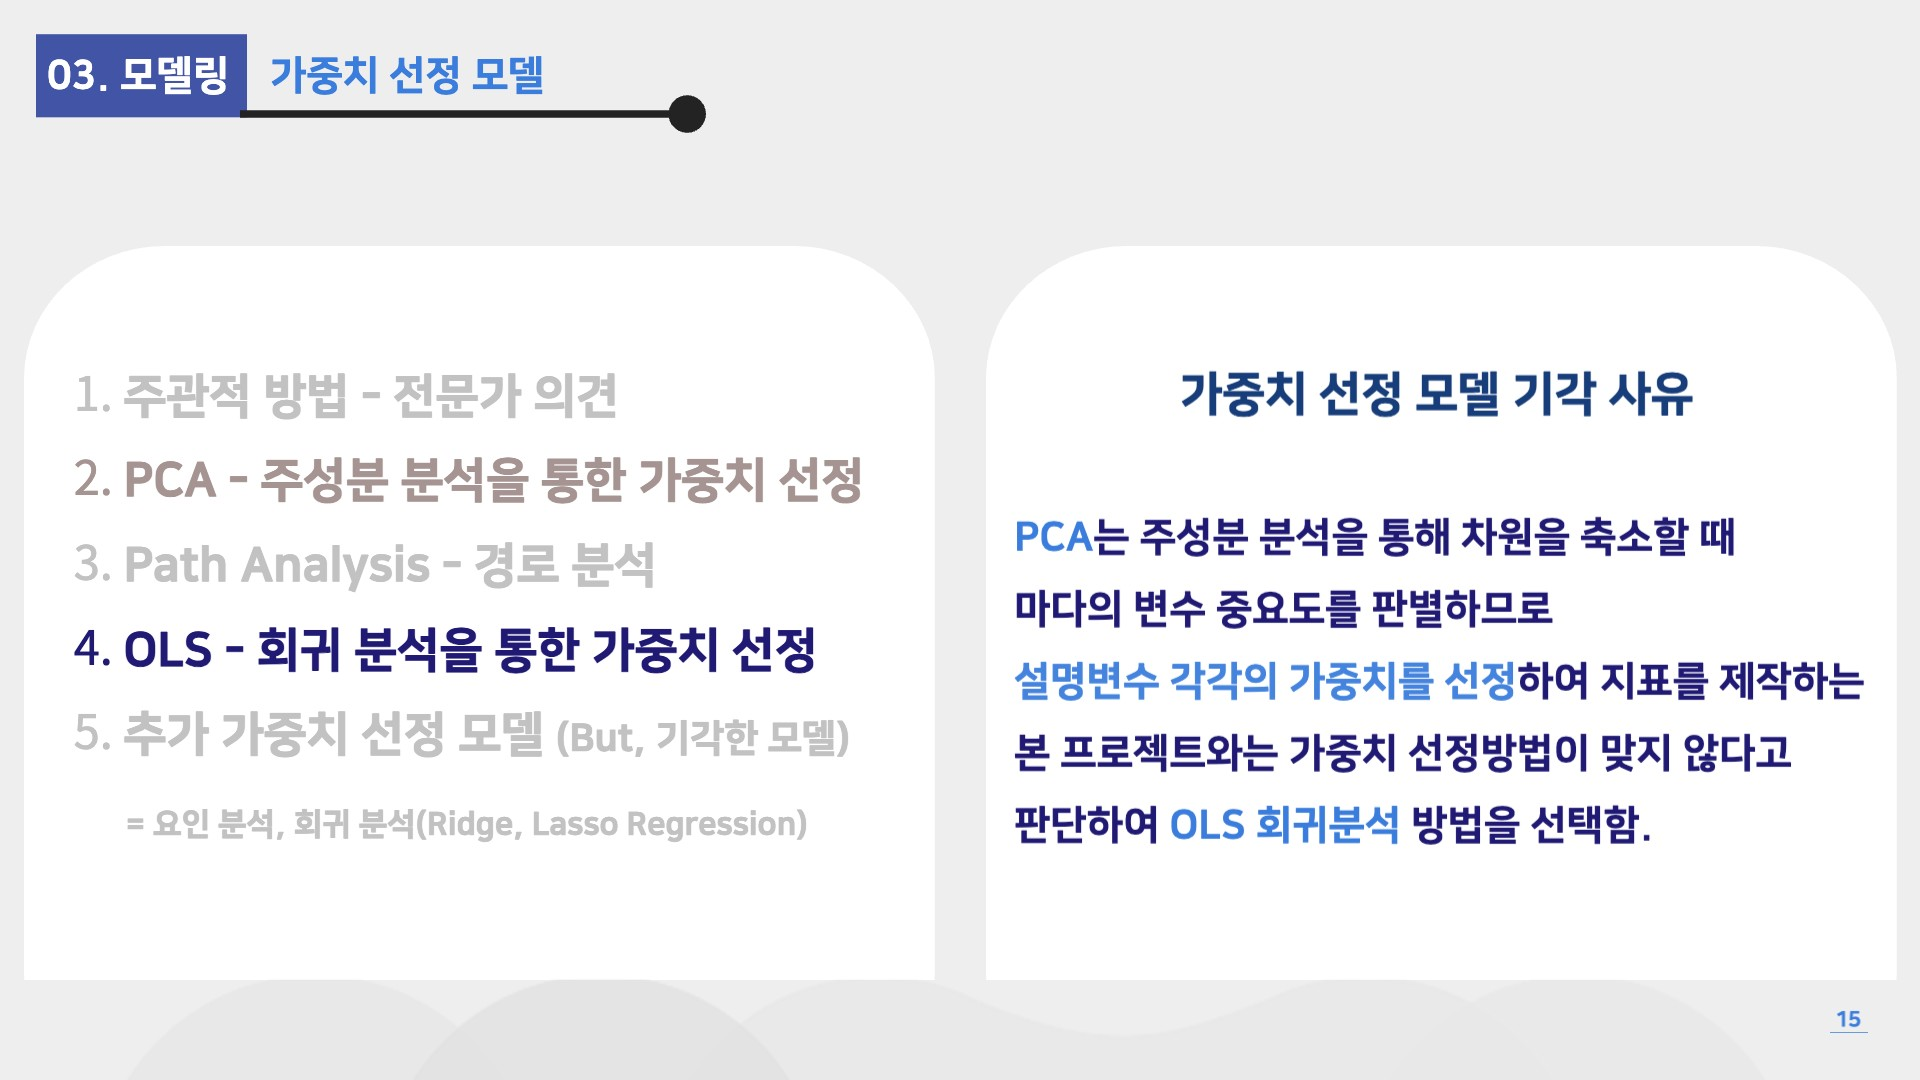 03. 모델링
가중치 선정 모델
1. 주관적 방법 - 전문가 의견
2. PCA - 주성분 분석을 통한 가중치 선정
3. Path Analysis - 경로 분석
4. OLS - 회귀 분석을 통한 가중치 선정
5. 추가 가중치 선정 모델 (But, 기각한 모델)
= 요인 분석, 회귀 분석(Ridge, Lasso Regression)
가중치 선정 모델 기각 사유
PCA는 주성분 분석을 통해 차원을 축소할 때
마다의 변수 중요도를 판별하므로
설명변수 각각의 가중치를 선정하여 지표를 제작하는
본 프로젝트와는 가중치 선정방법이 맞지 않다고
판단하여 OLS 회귀분석 방법을 선택함.
15